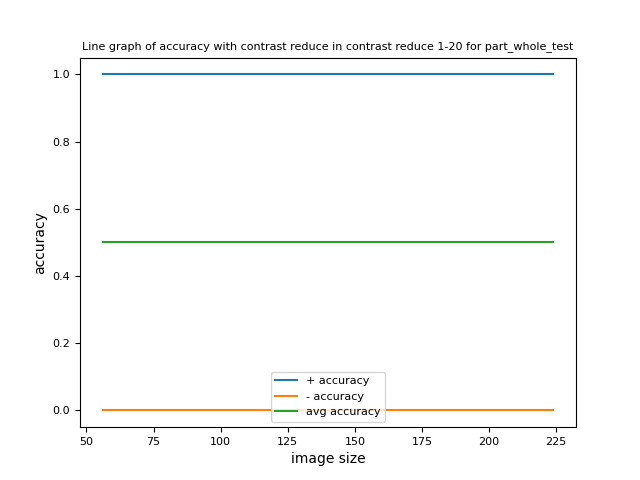 Line graph of accuracy with contrast reduce in contrast reduce 1-20 for part_whole_test
1.0
0.8
0.6
0.4
0.2
0.0
accuracy
+ accuracy
- accuracy
avg accuracy
50 75 100 125 150 175 200 225
image size